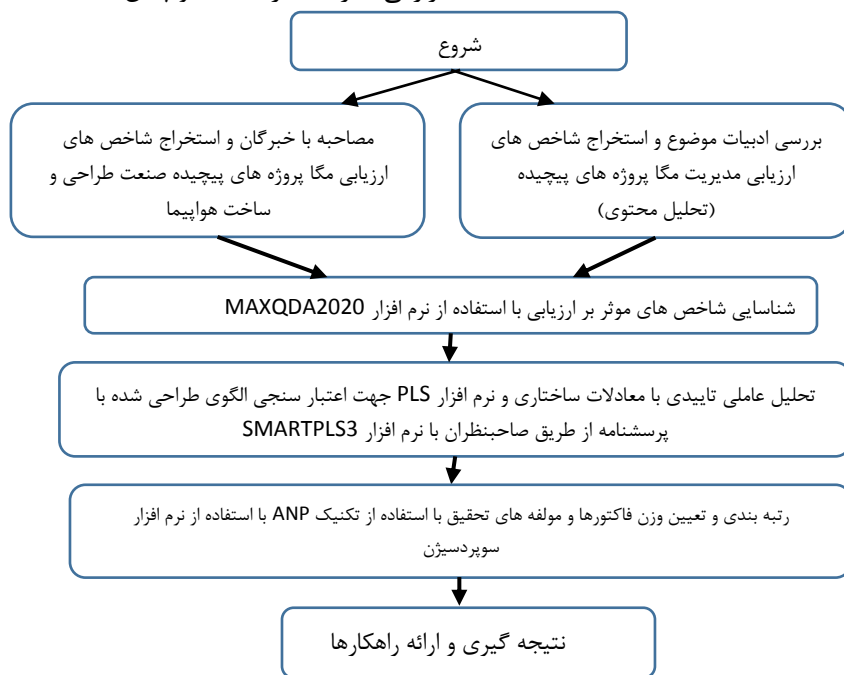 شروع
بررسی ادبیات موضوع و استخراج شاخص های
ارزیابی مدیریت مگا پروژه های پیچیده
(تحلیل محتوی)
مصاحبه با خبرگان و استخراج شاخص های
ارزیابی مگا پروژه های پیچیده صنعت طراحی و
ساخت هواپیما
شناسایی شاخص های موثر بر ارزیابی با استفاده از نرم افزار MAXQDA2020
تحلیل عاملی تاییدی با معادلات ساختاری و نرم افزار PLS جهت اعتبار سنجی الگوی طراحی شده با
پرسشنامه از طریق صاحبنظران با نرم افزار SMARTPLS3
رتبه بندی و تعیین وزن فاکتورها و مولفه های تحقیق با استفاده از تکنیک ANP با استفاده از نرم افزار
سوپردسیژن
نتیجه گیری و ارائه راهکارها